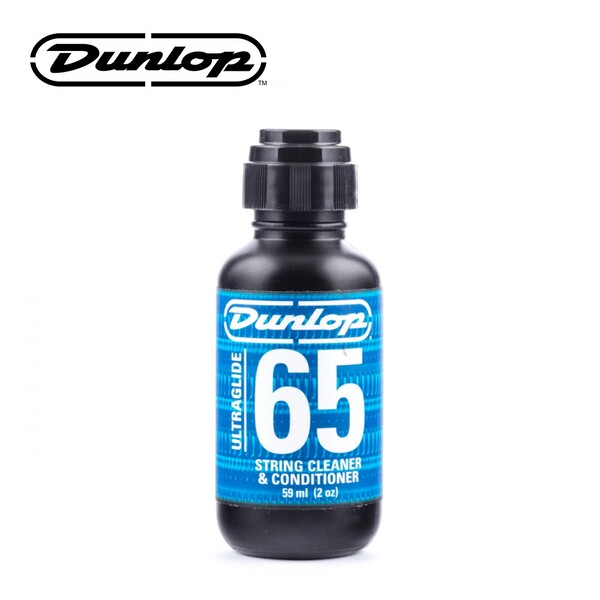 Dunlop
TM
Dunlop
ULTRAGLIDE
65
STRING CLEANER
& CONDITIONER
59 ml (2 oz)